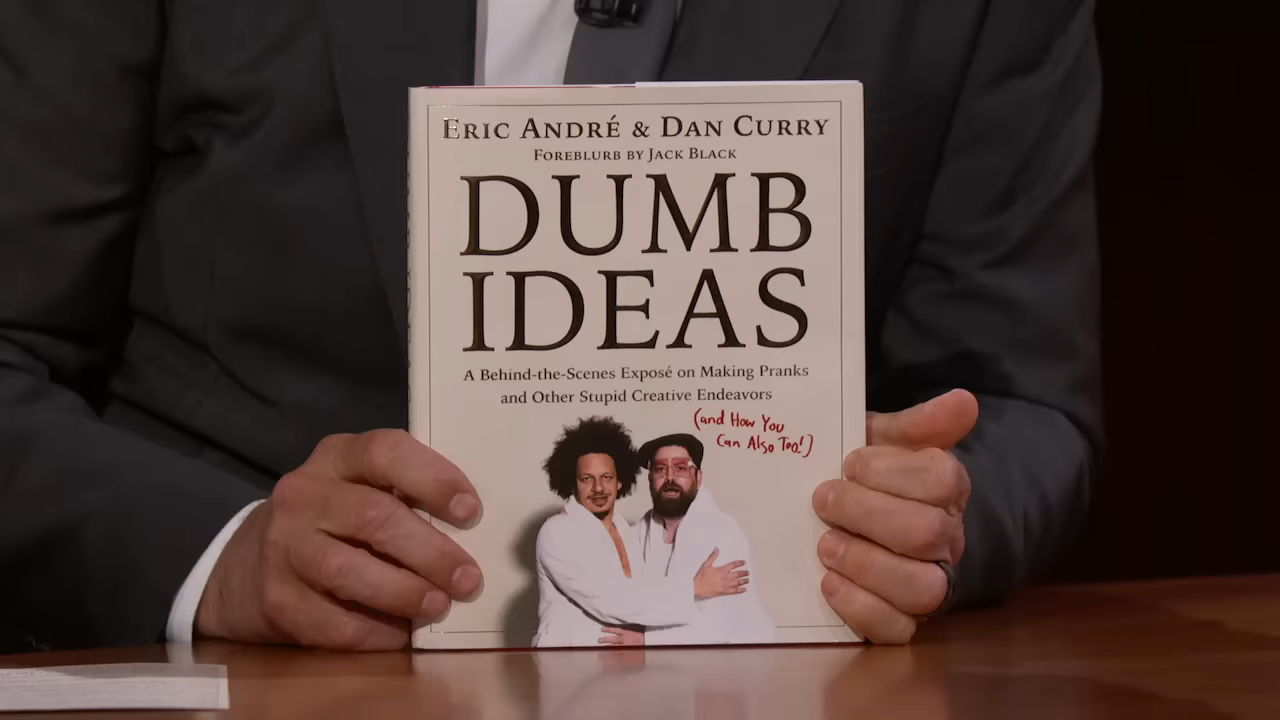 ERIC ANDRÉ & DAN CURRY
FOREBLURB BY JACK BLACK
DUMB
IDEAS
A Behind-the-Scenes Exposé on Making Pranks
and Other Stupid Creative Endeavors
(and How You
Can Also Too!)